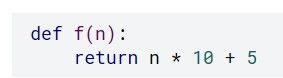 def f(n):
    return n * 10 + 5